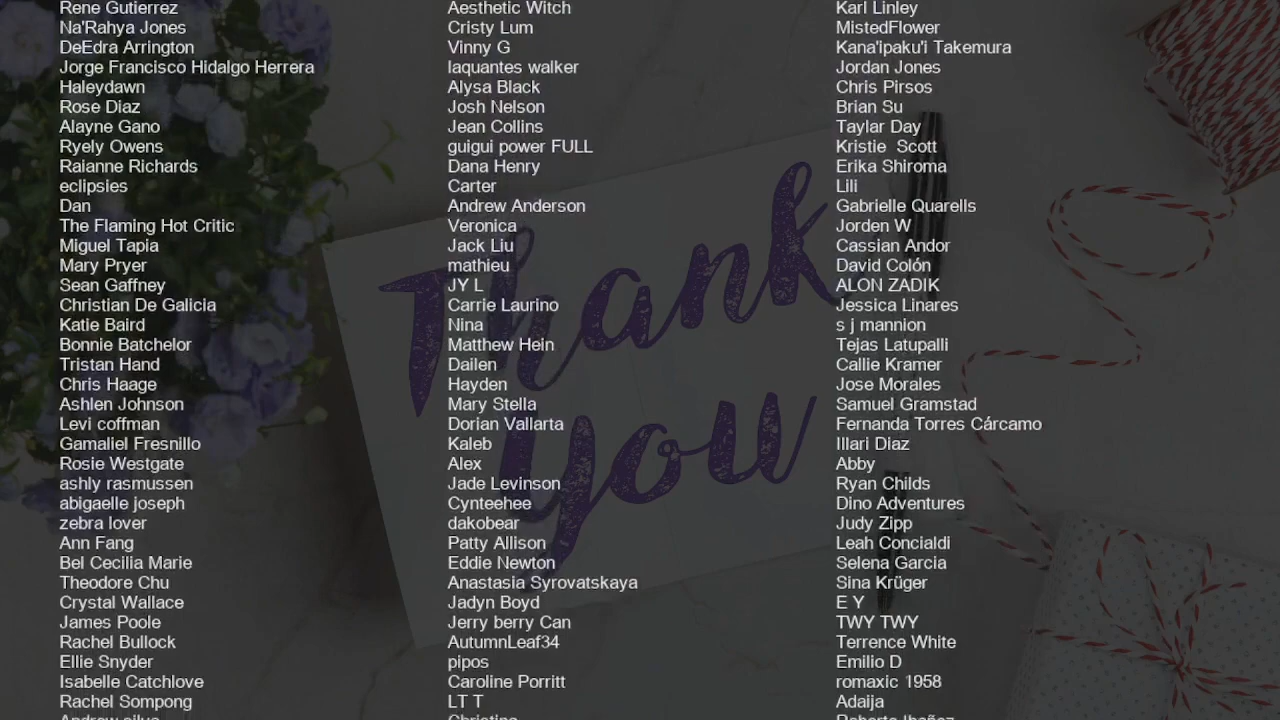 Rene Gutierrez
Na'Rahya Jones
DeEdra Arrington
Jorge Francisco Hidalgo Herrera
Haleydawn
Rose Diaz
Alayne Gano
Ryely Owens
Raianne Richards
eclipsies
Dan
The Flaming Hot Critic
Miguel Tapia
Mary Pryer
Sean Gaffney
Christian De Galicia
Katie Baird
Bonnie Batchelor
Tristan Hand
Chris Haage
Ashlen Johnson
Levi coffman
Gamaliel Fresnillo
Rosie Westgate
ashly rasmussen
abigaelle joseph
zebra lover
Ann Fang
Bel Cecilia Marie
Theodore Chu
Crystal Wallace
James Poole
Rachel Bullock
Ellie Snyder
Isabelle Catchlove
Rachel Sompong
Andrew silva
Aesthetic Witch
Cristy Lum
Vinny G
laquantes walker
Alysa Black
Josh Nelson
Jean Collins
guigui power FULL
Dana Henry
Carter
Andrew Anderson
Veronica
Jack Liu
mathieu
JY L
Carrie Laurino
Nina
Matthew Hein
Dailen
Hayden
Mary Stella
Dorian Vallarta
Kaleb
Alex
Jade Levinson
Cynteehee
dakobear
Patty Allison
Eddie Newton
Anastasia Syrovatskaya
Jadyn Boyd
Jerry berry Can
AutumnLeaf34
pipos
Caroline Porritt
LT T
Christina
Karl Linley
MistedFlower
Kana'ipaku'i Takemura
Jordan Jones
Chris Pirsos
Brian Su
Taylar Day
Kristie Scott
Erika Shiroma
Lili
Gabrielle Quarells
Jorden W
Cassian Andor
David Colón
ALON ZADIK
Jessica Linares
s j mannion
Tejas Latupalli
Callie Kramer
Jose Morales
Samuel Gramstad
Fernanda Torres Cárcamo
Illari Diaz
Abby
Ryan Childs
Dino Adventures
Judy Zipp
Leah Concialdi
Selena Garcia
Sina Krüger
E Y
TWY TWY
Terrence White
Emilio D
romaxic 1958
Adaija
Roberto Ibañez
Thank
you